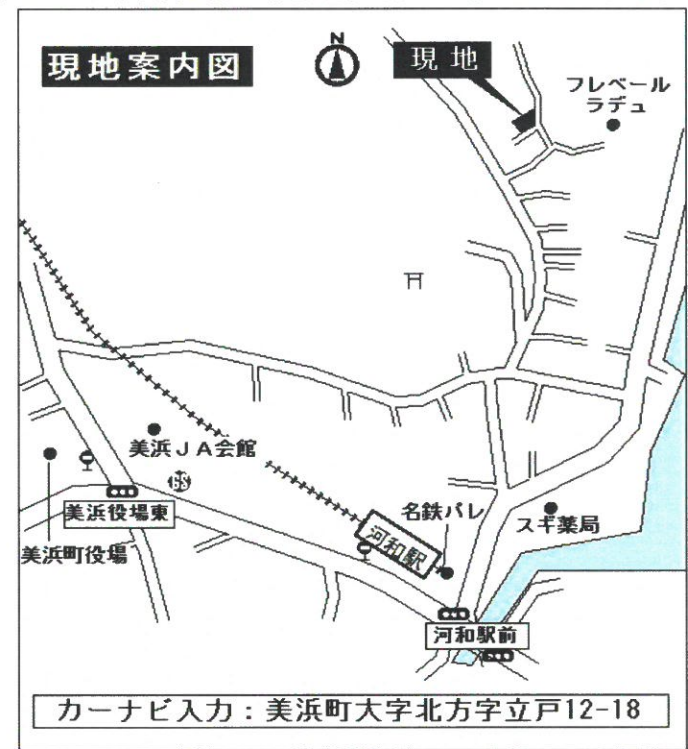 現地案内図
N
現地
フレベール
ラデュ
美浜JA会館
GS
美浜役場東
美浜町役場
河和駅
名鉄パレ
スギ薬局
河和駅前
カーナビ入力：美浜町大字北方字立戸12-18